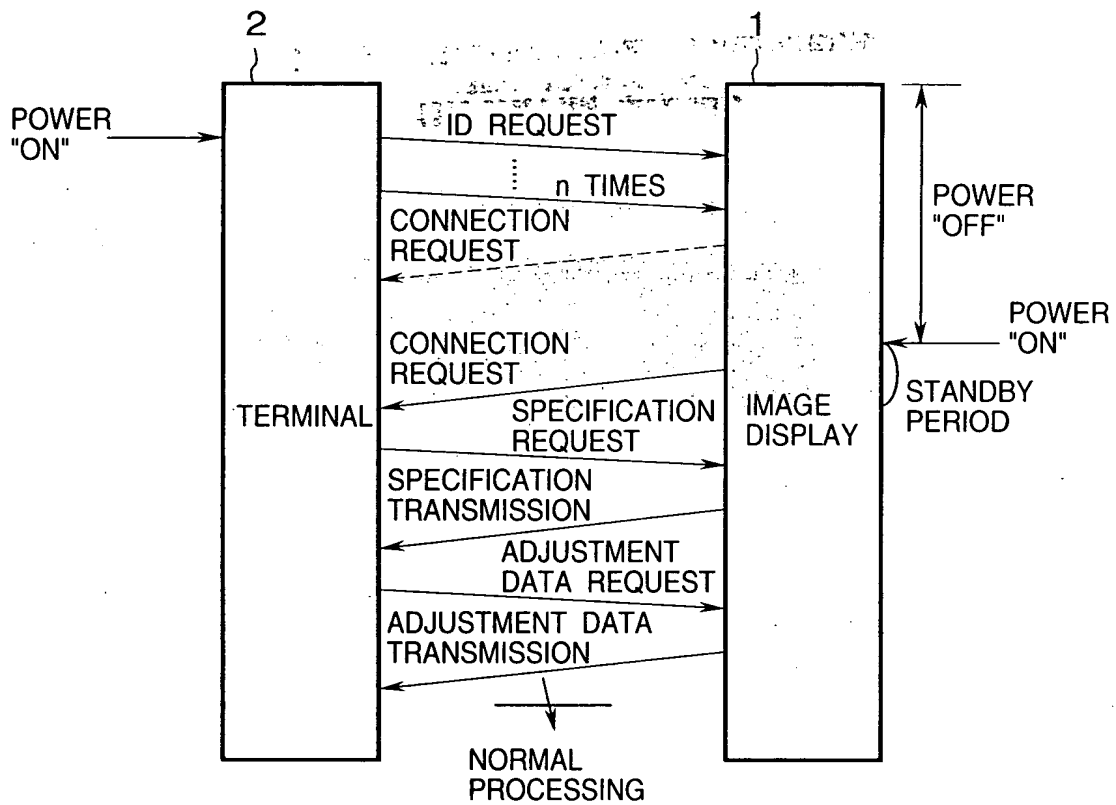 2
1
POWER
"ON"
ID REQUEST
n TIMES
CONNECTION
REQUEST
POWER
"OFF"
POWER
"ON"
CONNECTION
REQUEST
STANDBY
PERIOD
TERMINAL
SPECIFICATION
REQUEST
IMAGE
DISPLAY
SPECIFICATION
TRANSMISSION
ADJUSTMENT
DATA REQUEST
ADJUSTMENT DATA
TRANSMISSION
NORMAL
PROCESSING